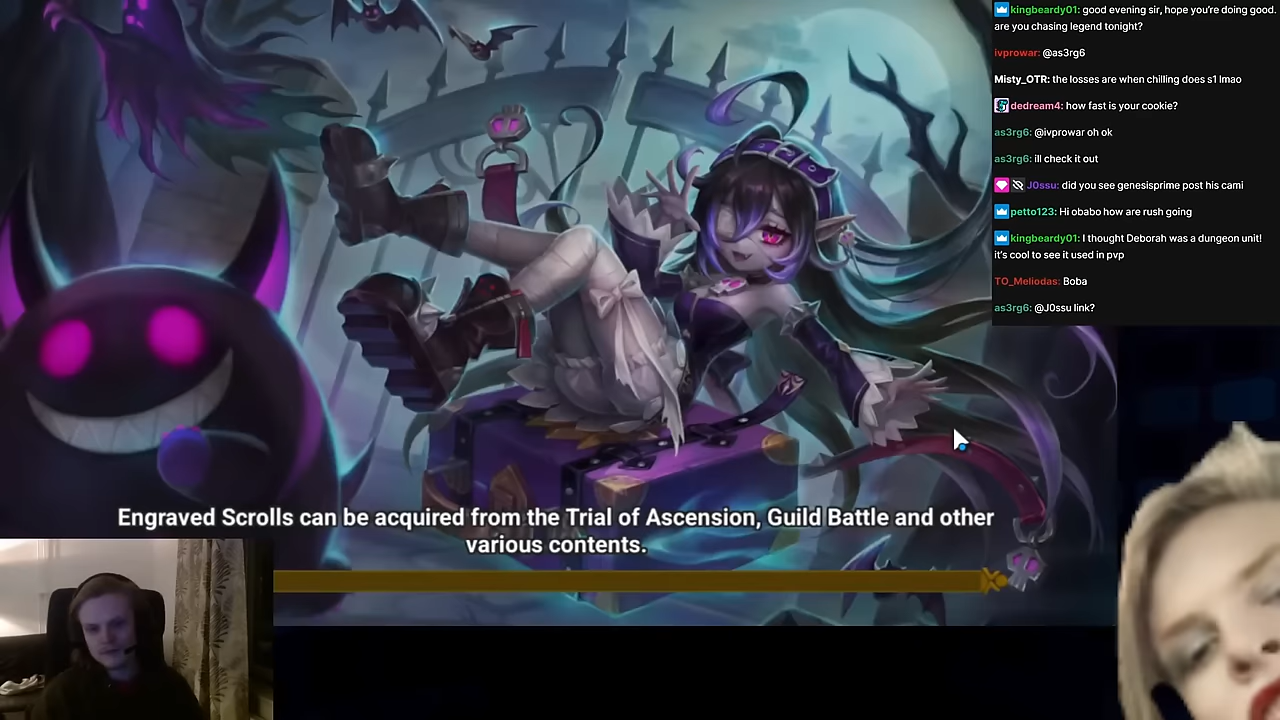 kingbeardy01: good evening sir, hope you're doing good.
are you chasing legend tonight?
ivprowar: @as3rg6
Misty_OTR: the losses are when chilling does s1 lmao
dedream4: how fast is your cookie?
as3rg6: @ivprowar oh ok
as3rg6: ill check it out
J0ssu: did you see genesisprime post his cami
petto123: Hi obabo how are rush going
kingbeardy01: I thought Deborah was a dungeon unit!
it's cool to see it used in pvp
TO_Meliodas: Boba
as3rg6: @J0ssu link?
Engraved Scrolls can be acquired from the Trial of Ascension, Guild Battle and other
various contents.